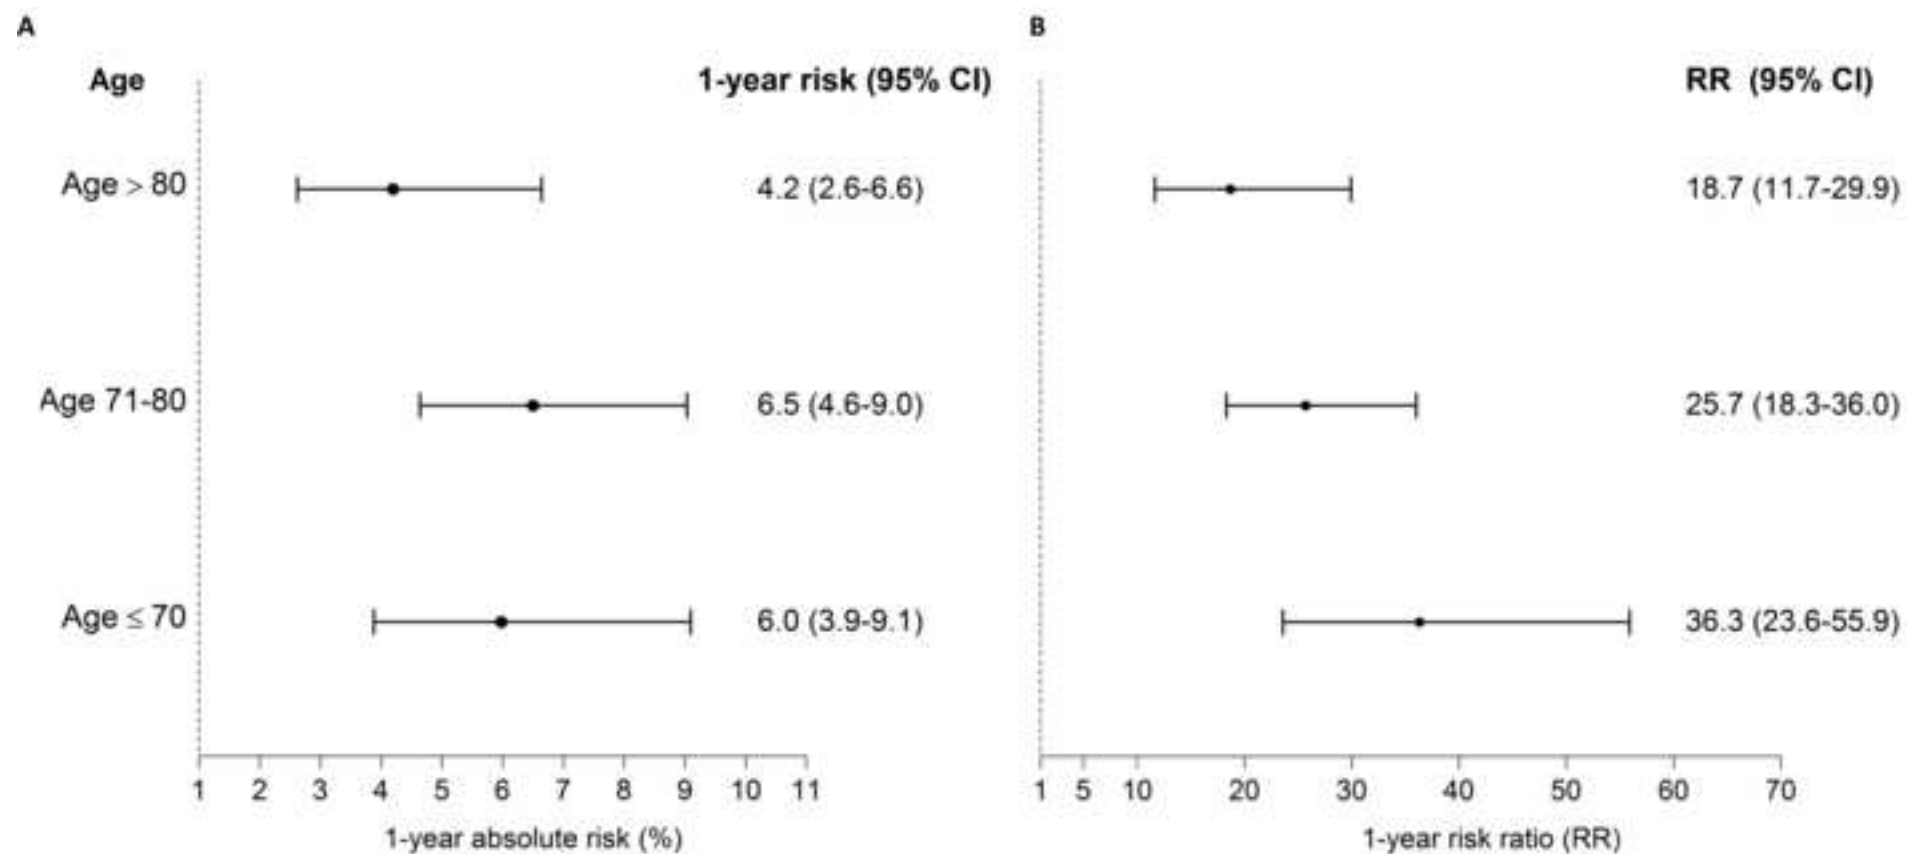 A
B
Age
1-year risk (95% CI)
RR (95% CI)
Age > 80
4.2 (2.6-6.6)
18.7 (11.7-29.9)
Age 71-80
6.5 (4.6-9.0)
25.7 (18.3-36.0)
Age ≤ 70
6.0 (3.9-9.1)
36.3 (23.6-55.9)
1 2 3 4 5 6 7 8 9 10 11
1 5 10 20 30 40 50 60 70
1-year absolute risk (%)
1-year risk ratio (RR)